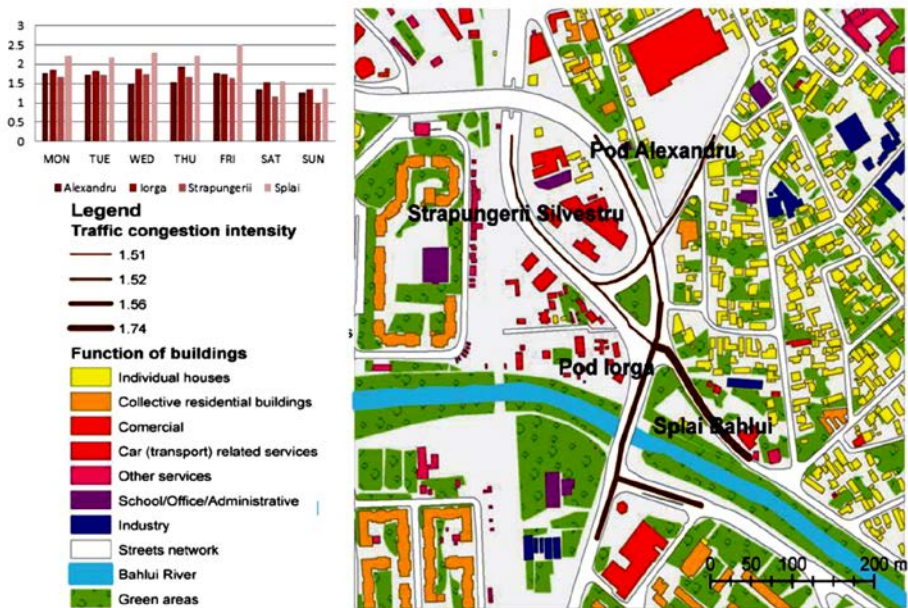 3
2.5
2
1.5
1
0.5
0
MON TUE WED THU FRI SAT SUN
Alexandru Iorga Strapungerii Splai
Legend
Traffic congestion intensity
1.51
1.52
1.56
1.74
Function of buildings
Individual houses
Collective residential buildings
Comercial
Car (transport) related services
Other services
School/Office/Administrative
Industry
Streets network
Bahlui River
Green areas
Pod Alexandru
Strapungerii Silvestru
Pod Iorga
Splai Bahlui
0 50 100 200 m